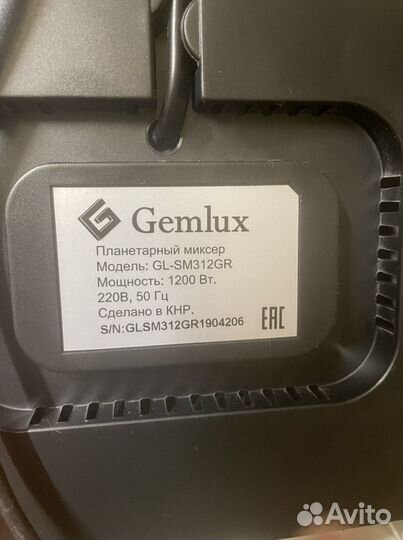 Gemlux
Планетарный миксер
Модель: GL-SM312GR
Мощность: 1200 Вт.
220В, 50 Гц
Сделано в КНР.
S/N:GLSM312GR1904206
EAC
Avito